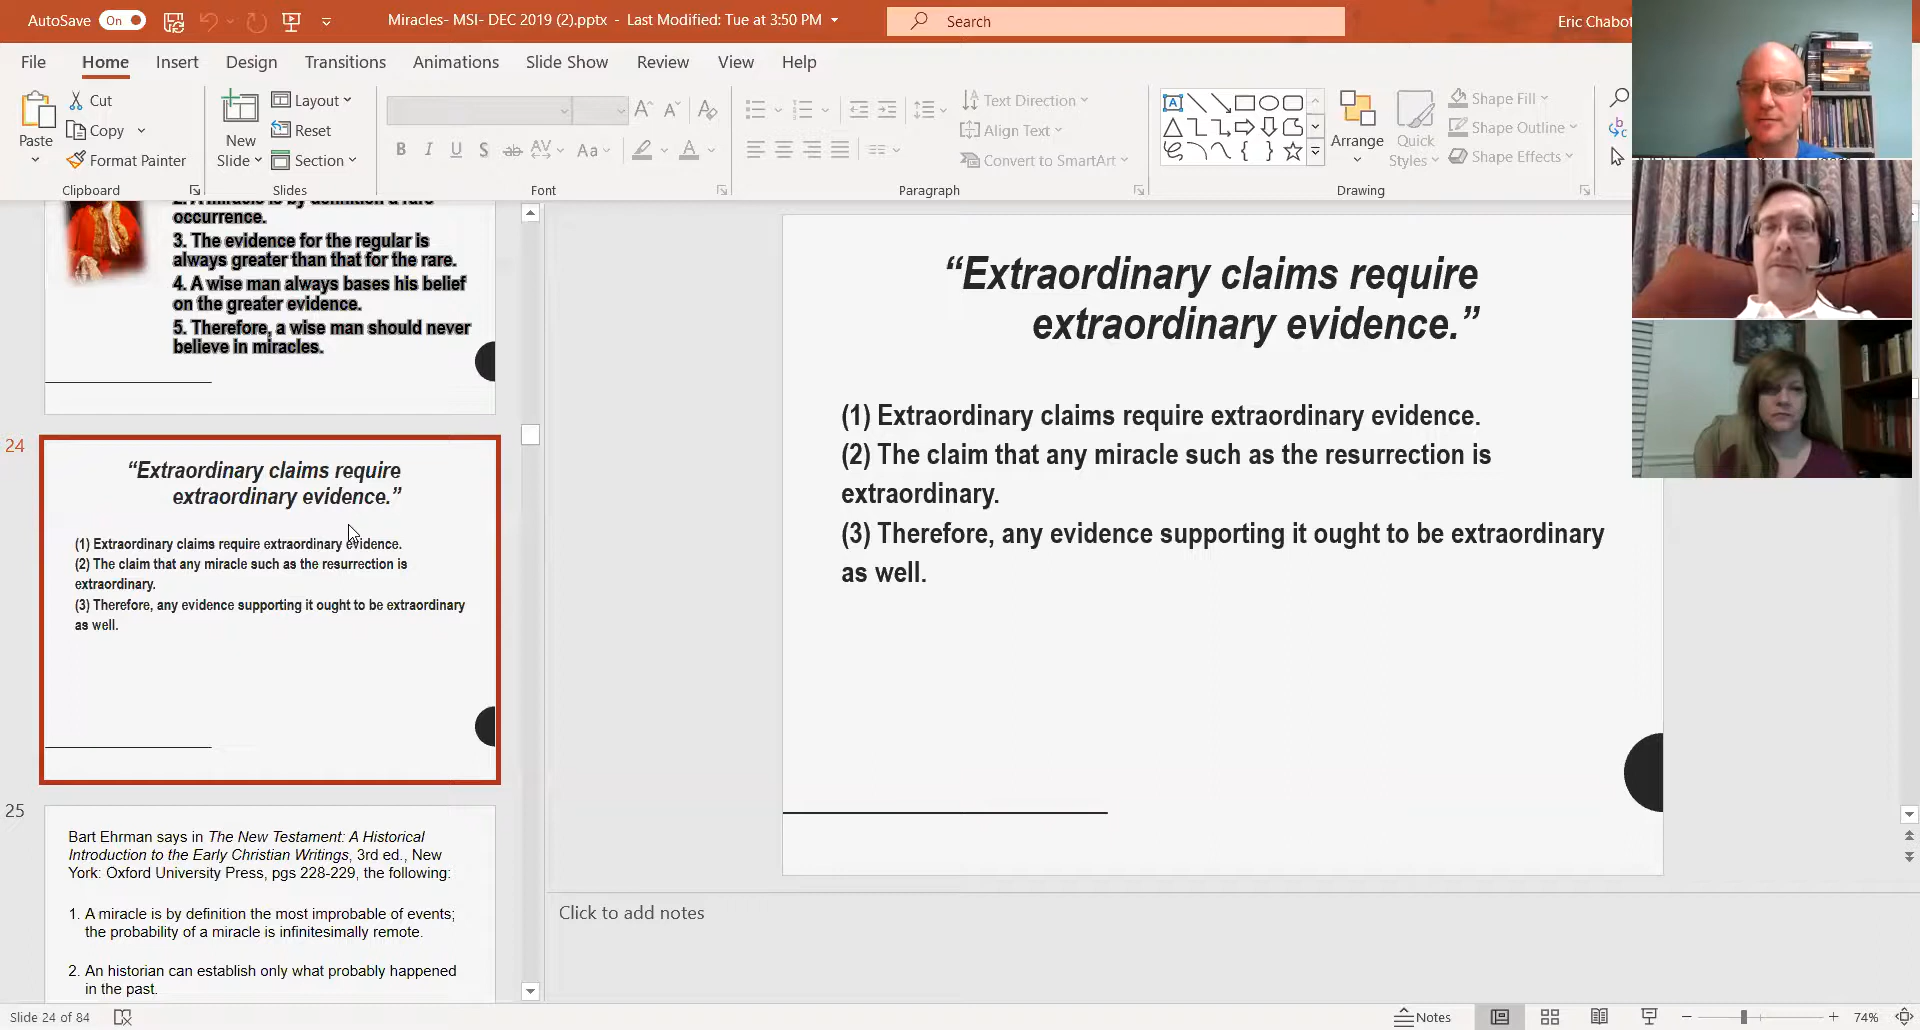 AutoSave On Miracles- MSI- DEC 2019 (2).pptx - Last Modified: Tue at 3:50 PM Search Eric Chabot
File Home Insert Design Transitions Animations Slide Show Review View Help
Paste
Cut
Copy
Format Painter
Clipboard
New
Slide
Layout
Reset
Section
Slides
B I U S ab AV Aa A
Font
Text Direction
Align Text
Convert to SmartArt
Paragraph
Arrange
Quick
Styles
Shape Fill
Shape Outline
Shape Effects
Drawing
2. A miracle is by definition a rare
occurrence.
3. The evidence for the regular is
always greater than that for the rare.
4. A wise man always bases his belief
on the greater evidence.
5. Therefore, a wise man should never
believe in miracles.
24
“Extraordinary claims require
extraordinary evidence.”
(1) Extraordinary claims require extraordinary evidence.
(2) The claim that any miracle such as the resurrection is
extraordinary.
(3) Therefore, any evidence supporting it ought to be extraordinary
as well.
25
Bart Ehrman says in The New Testament: A Historical
Introduction to the Early Christian Writings, 3rd ed., New
York: Oxford University Press, pgs 228-229, the following:
1. A miracle is by definition the most improbable of events;
the probability of a miracle is infinitesimally remote.
2. An historian can establish only what probably happened
in the past.
“Extraordinary claims require
extraordinary evidence.”
(1) Extraordinary claims require extraordinary evidence.
(2) The claim that any miracle such as the resurrection is
extraordinary.
(3) Therefore, any evidence supporting it ought to be extraordinary
as well.
Click to add notes
Slide 24 of 84 Notes 74%